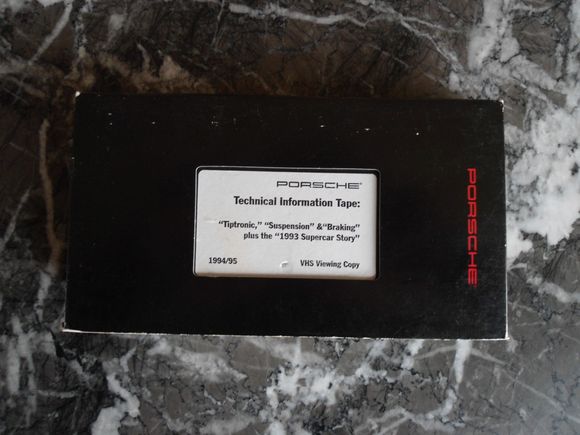 PORSCHE®
Technical Information Tape:
"Tiptronic," "Suspension" &"Braking"
plus the "1993 Supercar Story"
1994/95 VHS Viewing Copy
PORSCHE